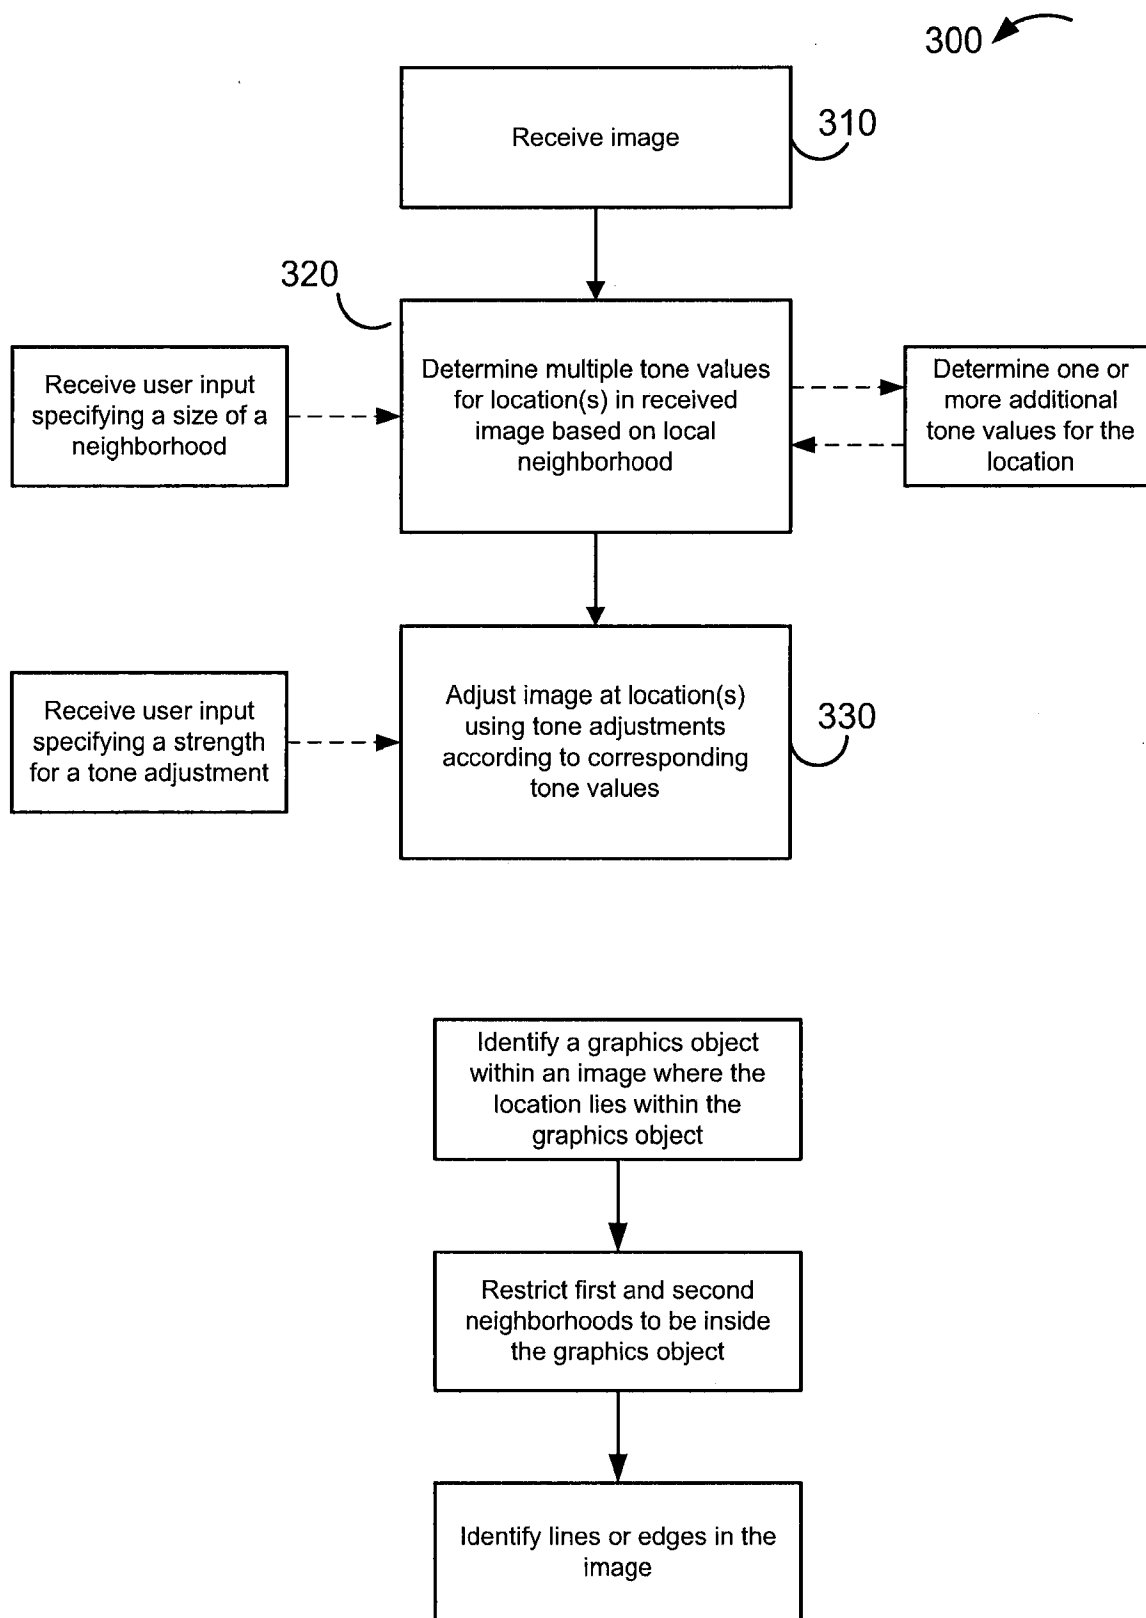 300
Receive image
310
320
Receive user input
specifying a size of a
neighborhood
Determine multiple tone values
for location(s) in received
image based on local
neighborhood
Determine one or
more additional
tone values for the
location
Receive user input
specifying a strength
for a tone adjustment
Adjust image at location(s)
using tone adjustments
according to corresponding
tone values
330
Identify a graphics object
within an image where the
location lies within the
graphics object
Restrict first and second
neighborhoods to be inside
the graphics object
Identify lines or edges in the
image